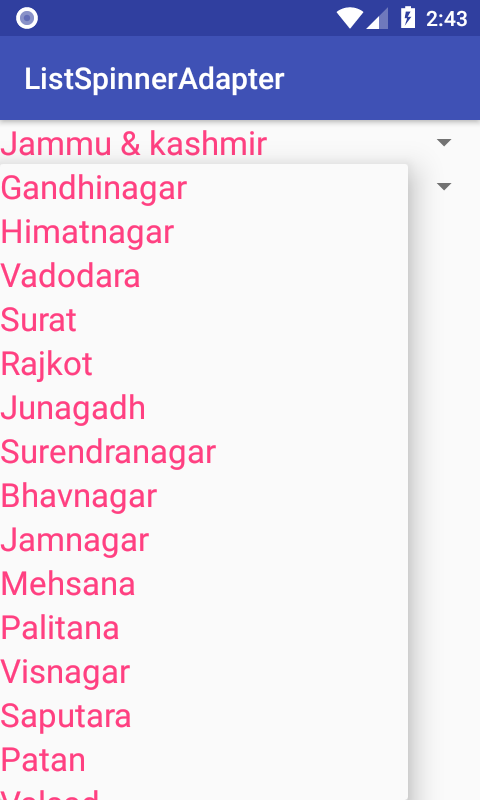 2:43
ListSpinnerAdapter
Jammu & kashmir
Gandhinagar
Himatnagar
Vadodara
Surat
Rajkot
Junagadh
Surendranagar
Bhavnagar
Jamnagar
Mehsana
Palitana
Visnagar
Saputara
Patan